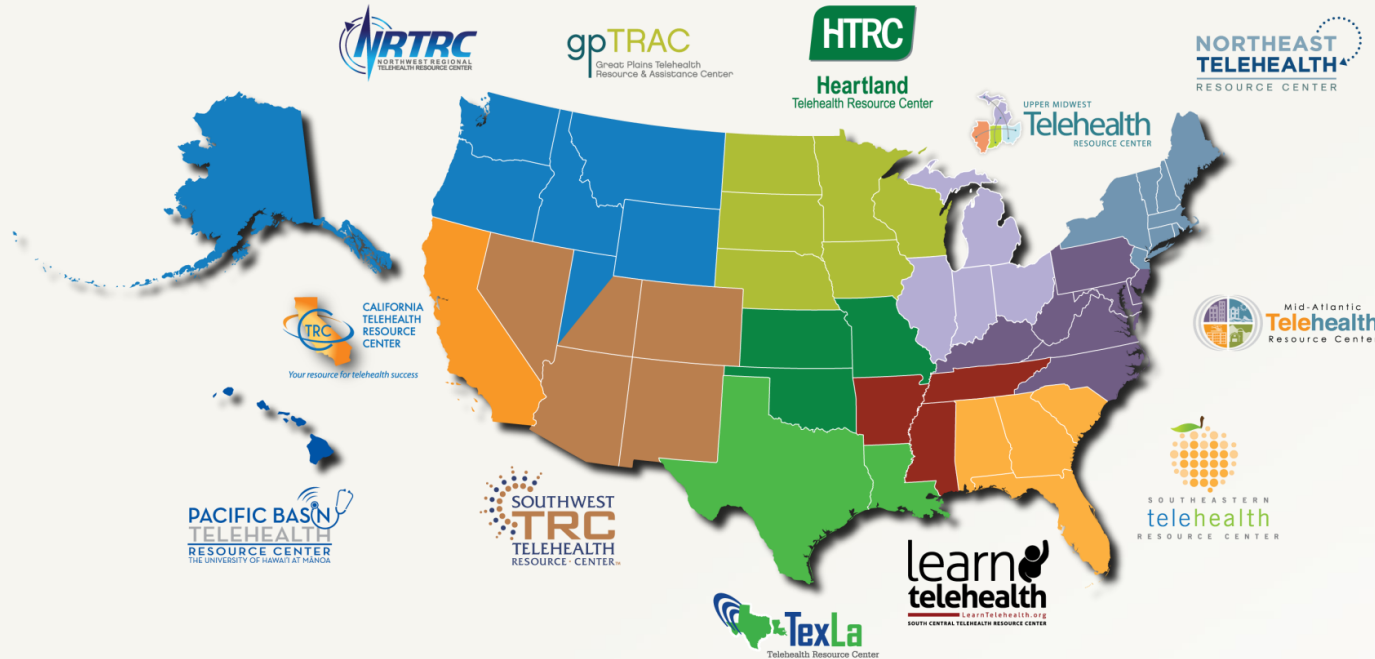 NRTRC
NORTHWEST REGIONAL
TELEHEALTH RESOURCE CENTER
gpTRAC
Great Plains Telehealth
Resource & Assistance Center
HTRC
Heartland
Telehealth Resource Center
UPPER MIDWEST
Telehealth
RESOURCE CENTER
NORTHEAST
TELEHEALTH
RESOURCE CENTER
TRC
CALIFORNIA
TELEHEALTH
RESOURCE
CENTER
Your resource for telehealth success
Mid-Atlantic
Telehealth
Resource Center
PACIFIC BASIN
TELEHEALTH
RESOURCE CENTER
THE UNIVERSITY OF HAWAI'I AT MĀNOA
SOUTHWEST
TRC
TELEHEALTH
RESOURCE · CENTER
SOUTHEASTERN
telehealth
RESOURCE CENTER
learn
telehealth
LearnTelehealth.org
SOUTH CENTRAL TELEHEALTH RESOURCE CENTER
TexLa
Telehealth Resource Center